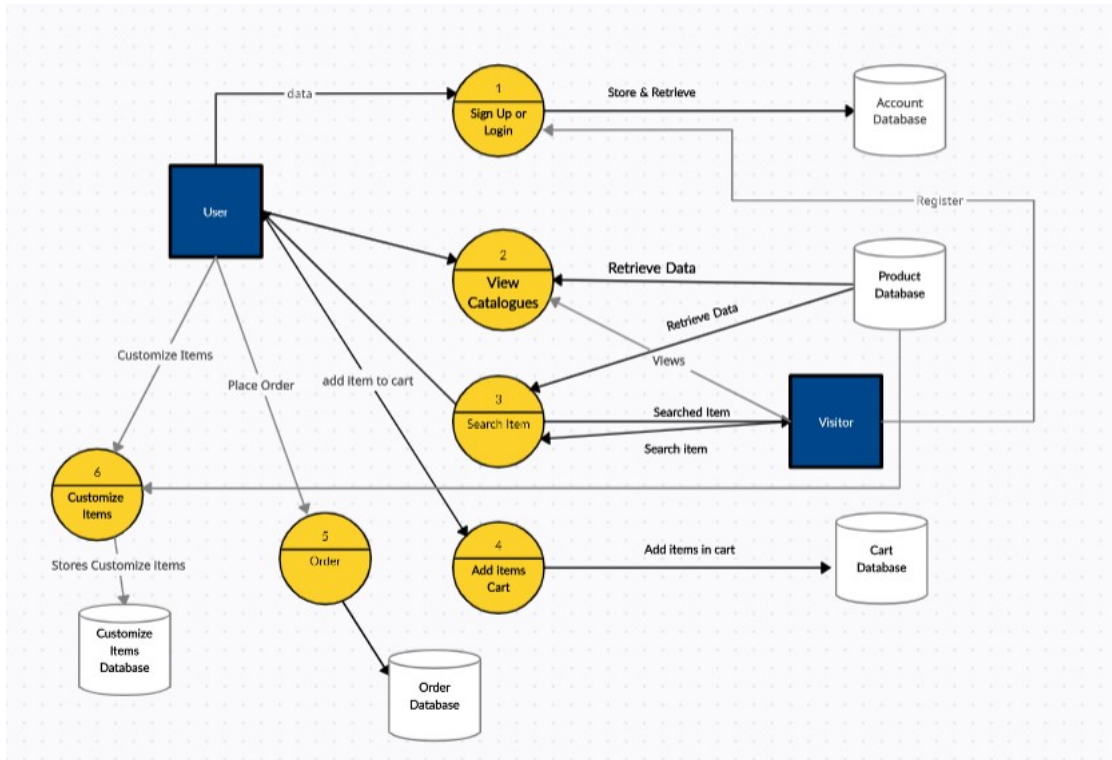 1
Sign Up or
Login
data
Store & Retrieve
Account
Database
User
Register
2
View
Catalogues
Retrieve Data
Product
Database
Retrieve Data
Views
Customize Items
Place Order
add item to cart
3
Search Item
Searched Item
Search item
Visitor
6
Customize
Items
5
Order
4
Add items
Cart
Add items in cart
Cart
Database
Stores Customize Items
Customize
Items
Database
Order
Database